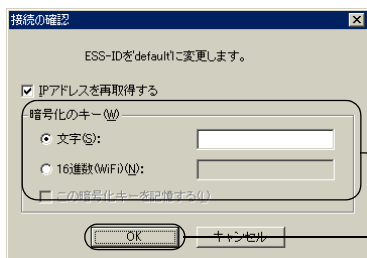 接続の確認
ESS-IDを'default'に変更します。
IPアドレスを再取得する
暗号化のキー(W)
文字(S):
16進数(WiFi)(N):
この暗号化キーを記憶する(L)
OK
キャンセル